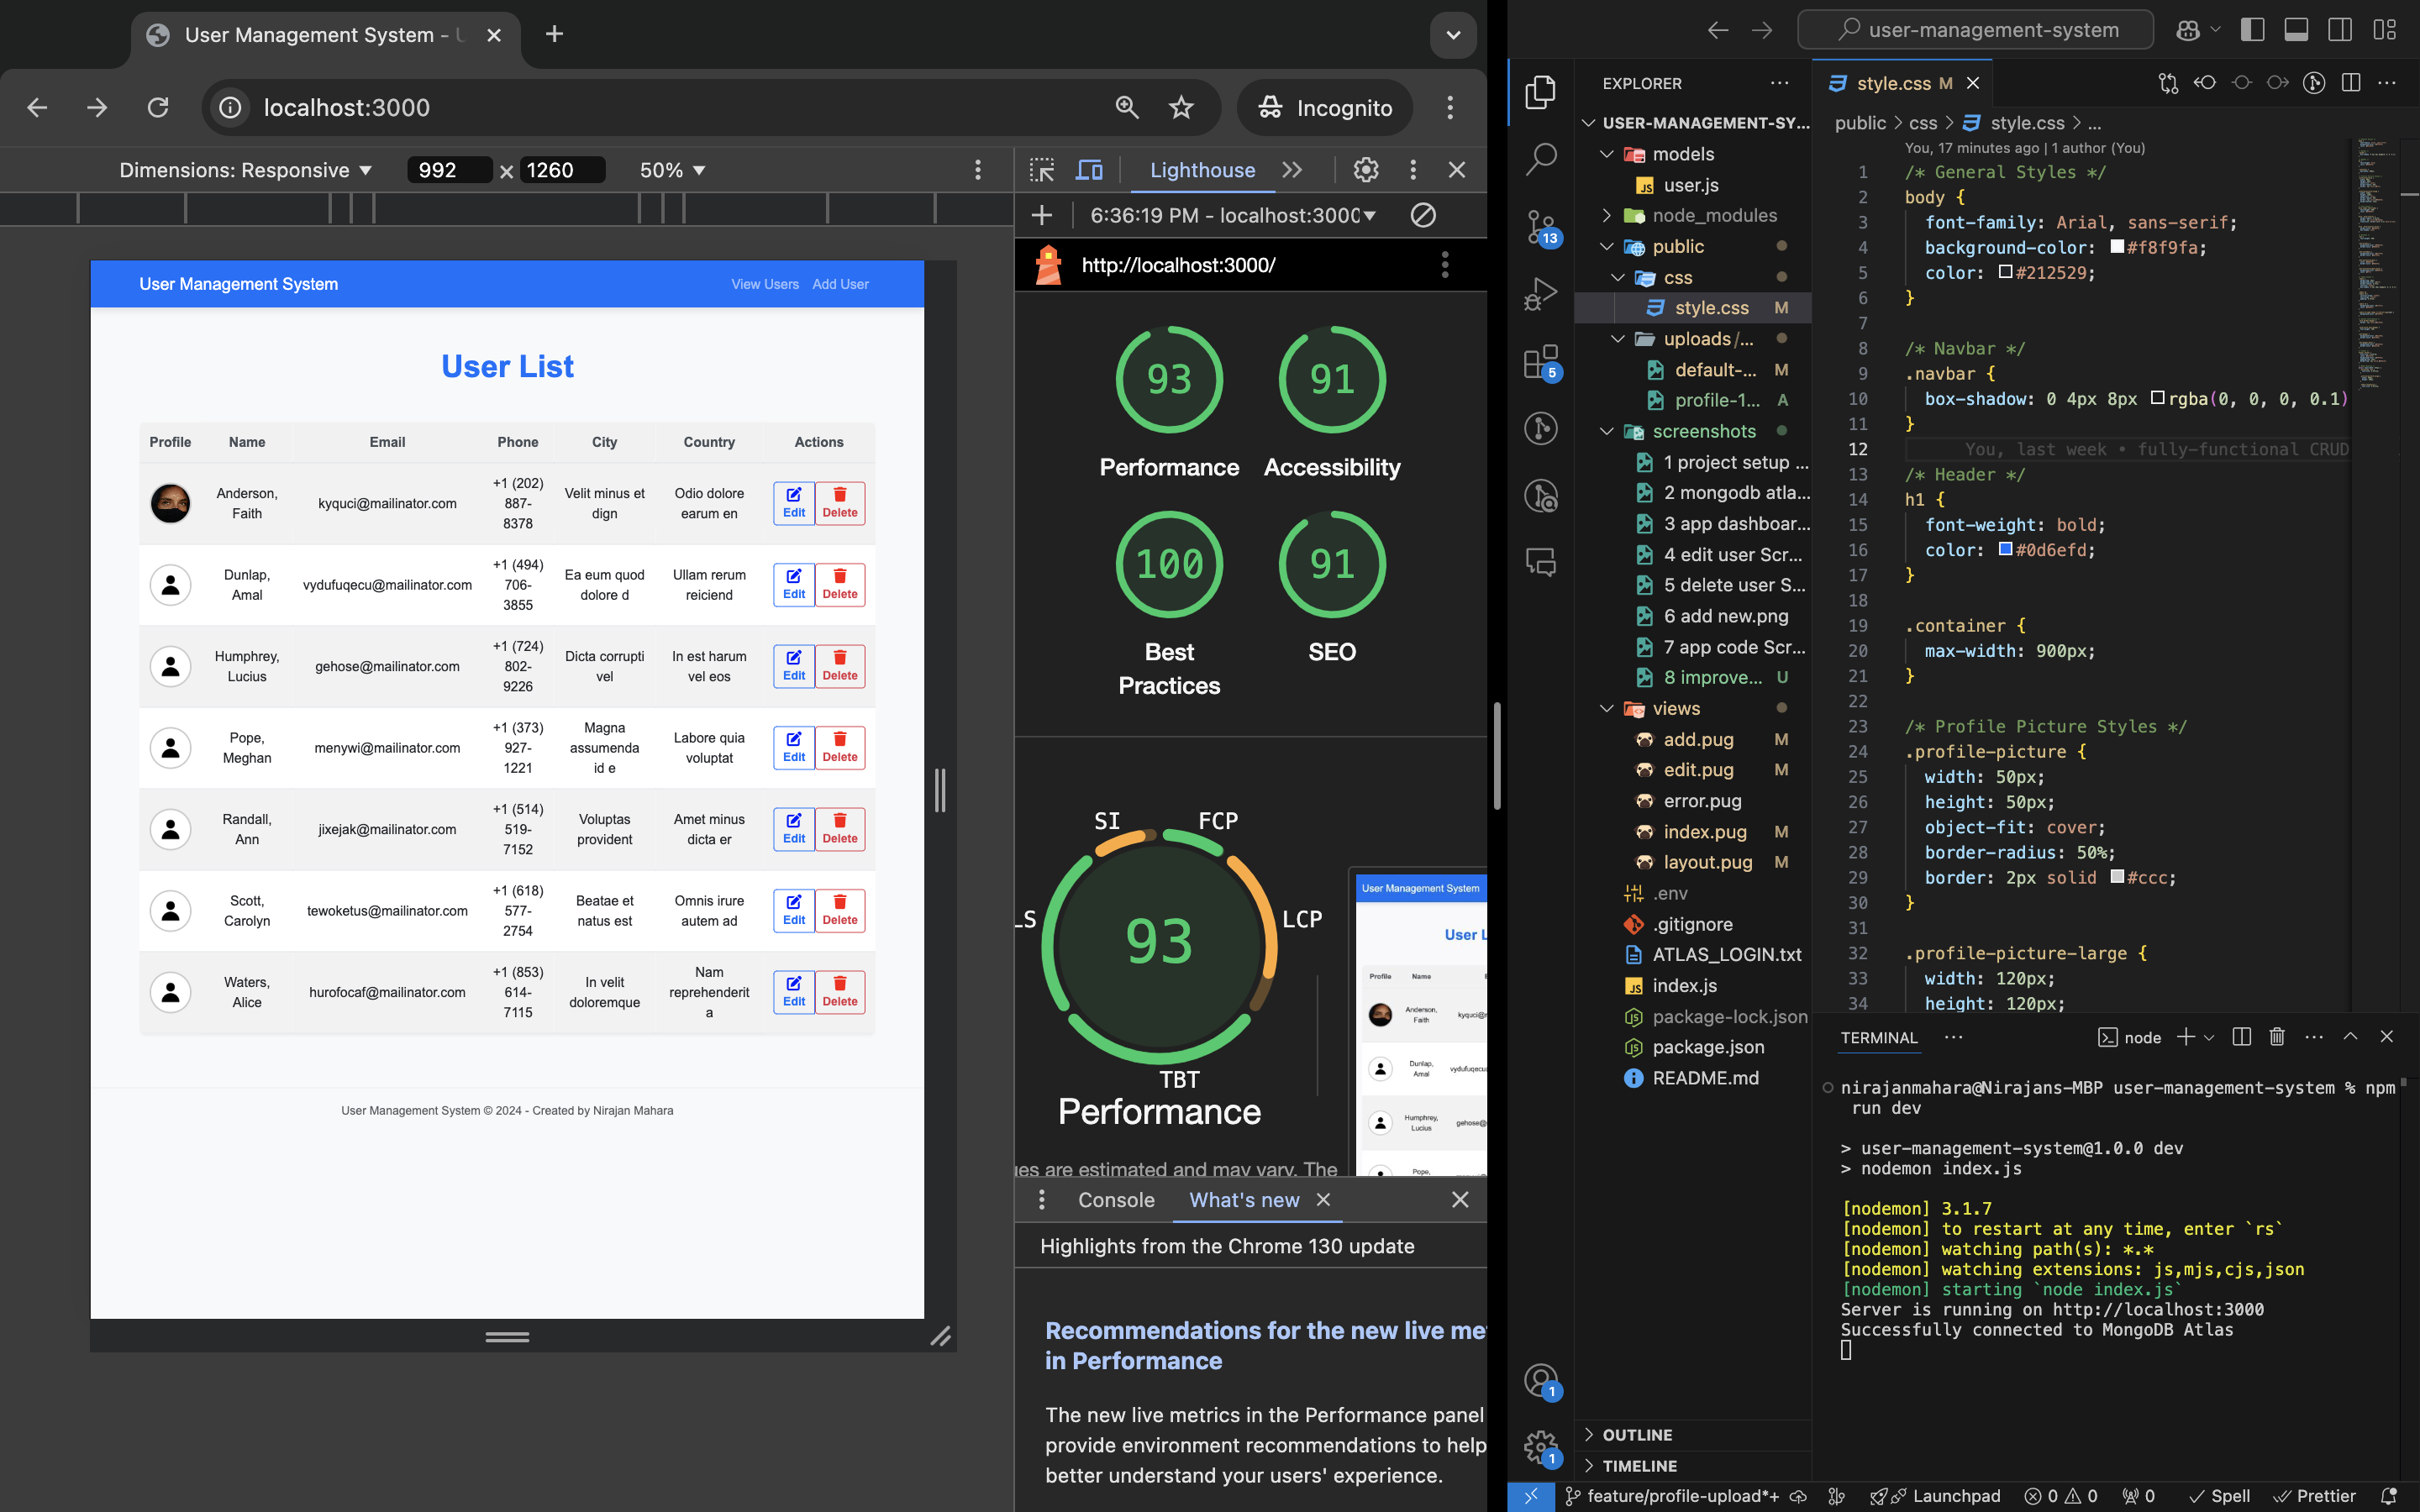 User Management System - U
localhost:3000
Incognito
Dimensions: Responsive
992 × 1260
50%
User Management System
View Users
Add User
User List
Profile Name Email Phone City Country Actions
Anderson, Faith kyquci@mailinator.com +1 (202) 887-8378 Velit minus et dign Odio dolore earum en Edit Delete
Dunlap, Amal vydufuqecu@mailinator.com +1 (494) 706-3855 Ea eum quod dolore d Ullam rerum reiciend Edit Delete
Humphrey, Lucius gehose@mailinator.com +1 (724) 802-9226 Dicta corrupti vel In est harum vel eos Edit Delete
Pope, Meghan menywi@mailinator.com +1 (373) 927-1221 Magna assumenda id e Labore quia voluptat Edit Delete
Randall, Ann jixejak@mailinator.com +1 (514) 519-7152 Voluptas provident Amet minus dicta er Edit Delete
Scott, Carolyn tewoketus@mailinator.com +1 (618) 577-2754 Beatae et natus est Omnis irure autem ad Edit Delete
Waters, Alice hurofocaf@mailinator.com +1 (853) 614-7115 In velit doloremque Nam reprehenderit a Edit Delete
User Management System © 2024 - Created by Nirajan Mahara
Lighthouse
6:36:19 PM - localhost:3000
http://localhost:3000/
93
Performance
91
Accessibility
100
Best Practices
91
SEO
SI
FCP
LS
LCP
93
TBT
Performance
User Management System
User L
Profile Name
Anderson, Faith kyquci@
Dunlap, Amal vydufuqecu
Humphrey, Lucius gehose@
Pope,
ues are estimated and may vary. The
Console
What's new
Highlights from the Chrome 130 update
Recommendations for the new live me
in Performance
The new live metrics in the Performance panel
provide environment recommendations to help
better understand your users' experience.
user-management-system
EXPLORER
USER-MANAGEMENT-SY...
models
user.js
node_modules
public
css
style.css M
uploads/...
default-... M
profile-1... A
screenshots
1 project setup ...
2 mongodb atla...
3 app dashboar...
4 edit user Scr...
5 delete user S...
6 add new.png
7 app code Scr...
8 improve... U
views
add.pug M
edit.pug M
error.pug
index.pug M
layout.pug M
.env
.gitignore
ATLAS_LOGIN.txt
index.js
package-lock.json
package.json
README.md
OUTLINE
TIMELINE
13
5
1
1
style.css M
public > css > style.css > ...
You, 17 minutes ago | 1 author (You)
1 /* General Styles */
2 body {
3 font-family: Arial, sans-serif;
4 background-color: #f8f9fa;
5 color: #212529;
6 }
7
8 /* Navbar */
9 .navbar {
10 box-shadow: 0 4px 8px rgba(0, 0, 0, 0.1)
11 }
12 You, last week • fully-functional CRUD
13 /* Header */
14 h1 {
15 font-weight: bold;
16 color: #0d6efd;
17 }
18
19 .container {
20 max-width: 900px;
21 }
22
23 /* Profile Picture Styles */
24 .profile-picture {
25 width: 50px;
26 height: 50px;
27 object-fit: cover;
28 border-radius: 50%;
29 border: 2px solid #ccc;
30 }
31
32 .profile-picture-large {
33 width: 120px;
34 height: 120px;
TERMINAL
node
nirajanmahara@Nirajans-MBP user-management-system % npm
run dev
> user-management-system@1.0.0 dev
> nodemon index.js
[nodemon] 3.1.7
[nodemon] to restart at any time, enter `rs`
[nodemon] watching path(s): *.*
[nodemon] watching extensions: js,mjs,cjs,json
[nodemon] starting `node index.js`
Server is running on http://localhost:3000
Successfully connected to MongoDB Atlas
feature/profile-upload*+
Launchpad
0
0
0
Spell
Prettier